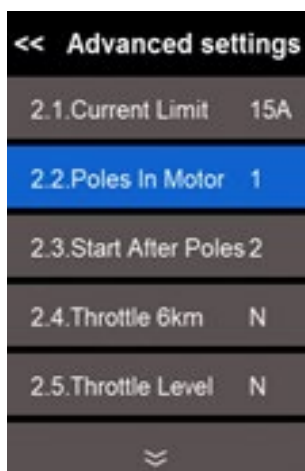 << Advanced settings
2.1.Current Limit 15A
2.2.Poles In Motor 1
2.3.Start After Poles 2
2.4.Throttle 6km N
2.5.Throttle Level N